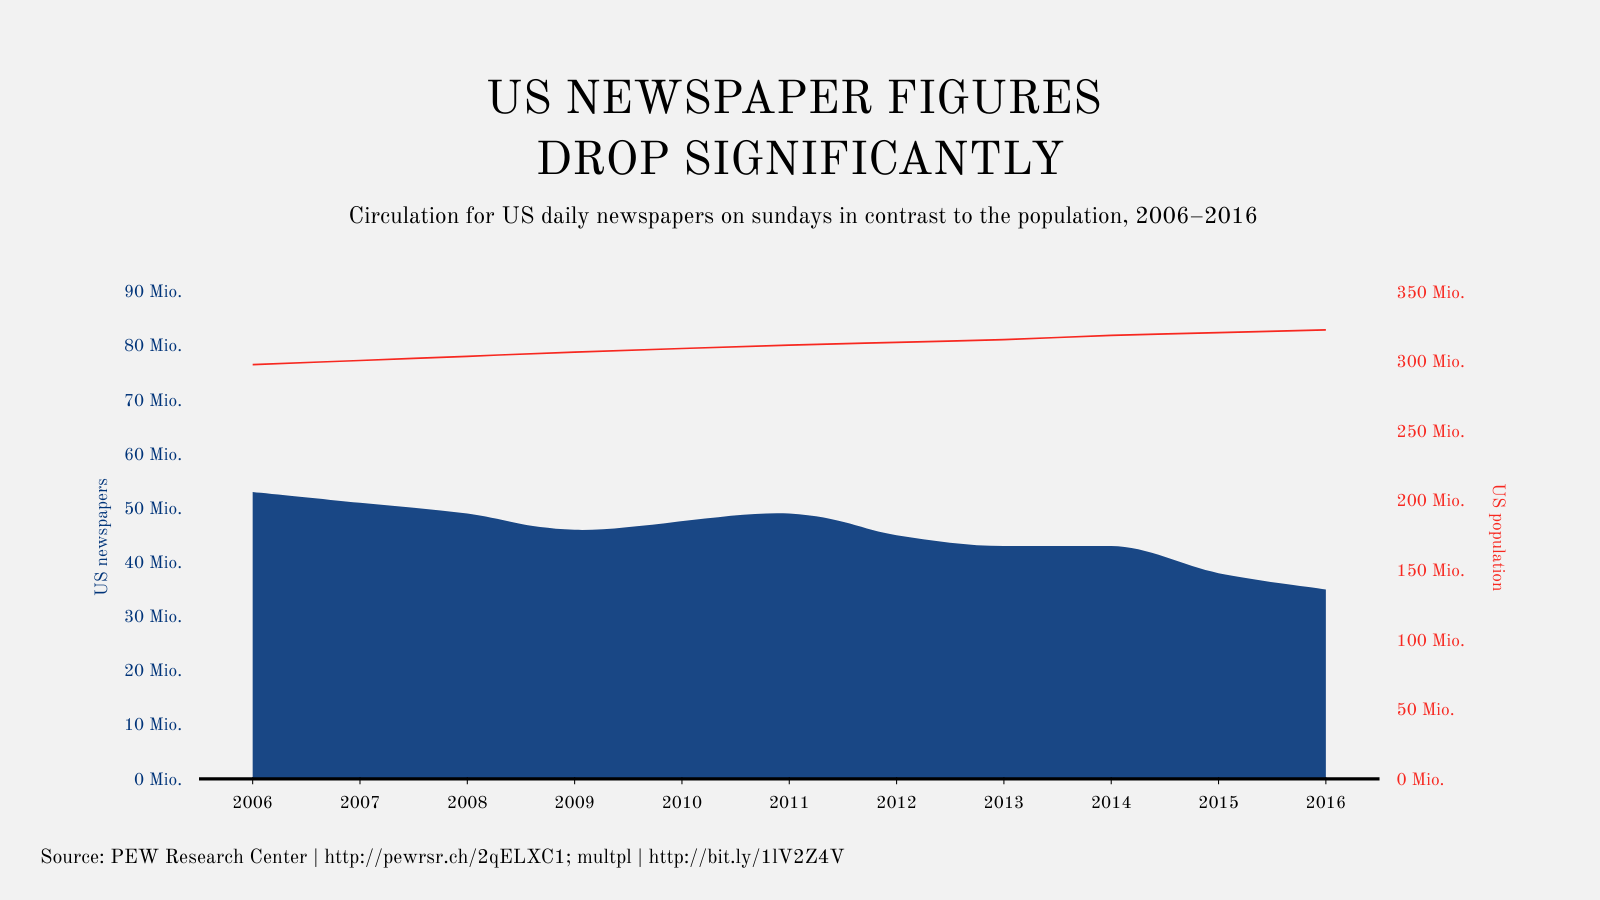 US NEWSPAPER FIGURES
DROP SIGNIFICANTLY
Circulation for US daily newspapers on sundays in contrast to the population, 2006–2016
90 Mio.
80 Mio.
70 Mio.
60 Mio.
50 Mio.
40 Mio.
30 Mio.
20 Mio.
10 Mio.
0 Mio.
US newspapers
350 Mio.
300 Mio.
250 Mio.
200 Mio.
150 Mio.
100 Mio.
50 Mio.
0 Mio.
US population
2006 2007 2008 2009 2010 2011 2012 2013 2014 2015 2016
Source: PEW Research Center | http://pewrsr.ch/2qELXC1; multpl | http://bit.ly/1lV2Z4V